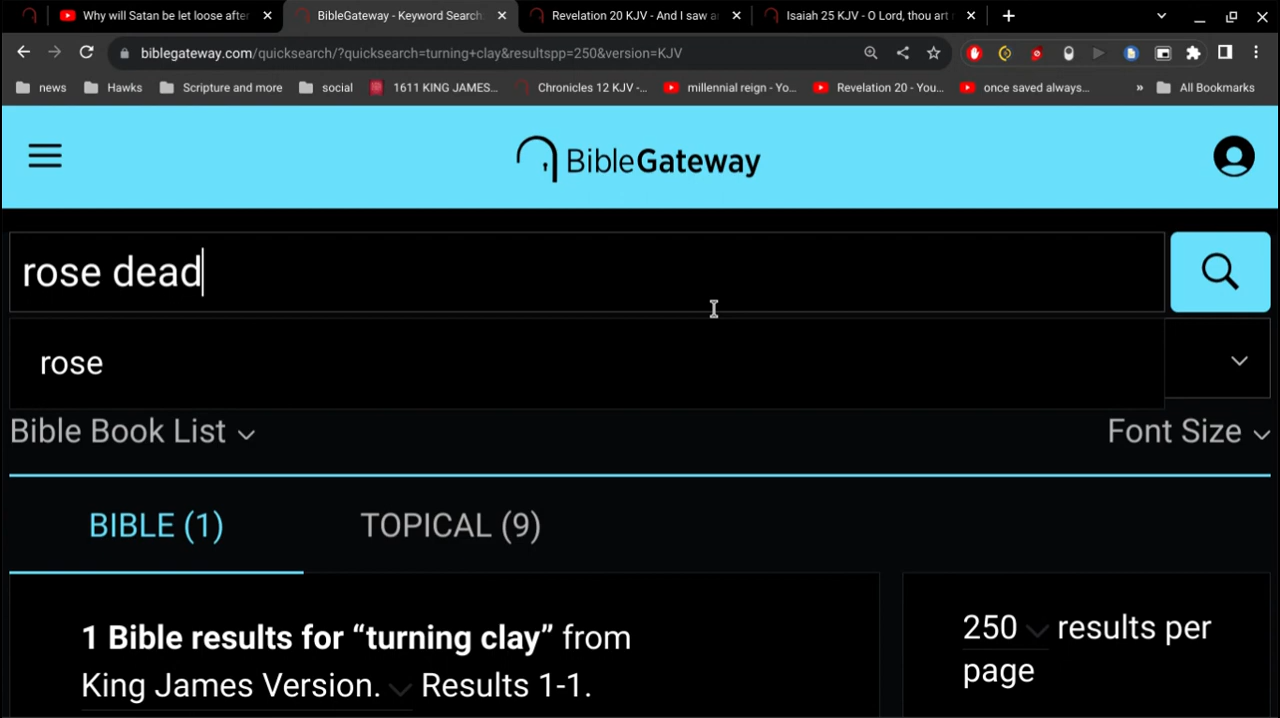 Why will Satan be let loose after
BibleGateway - Keyword Search:
Revelation 20 KJV - And I saw a
Isaiah 25 KJV - O Lord, thou art
biblegateway.com/quicksearch/?quicksearch=turning+clay&resultspp=250&version=KJV
news Hawks Scripture and more social 1611 KING JAMES... Chronicles 12 KJV -... millennial reign - Yo... Revelation 20 - You... once saved always... » All Bookmarks
BibleGateway
rose dead
rose
Bible Book List Font Size
BIBLE (1) TOPICAL (9)
1 Bible results for “turning clay” from
King James Version. Results 1-1.
250 results per
page